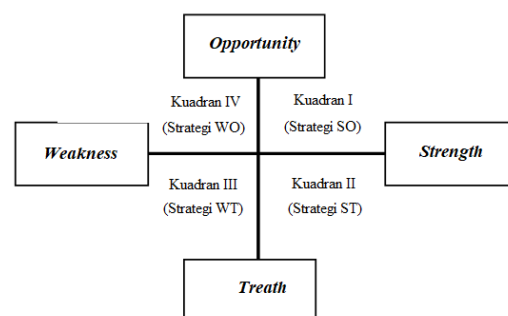 Opportunity
Kuadran IV
(Strategi WO)
Kuadran I
(Strategi SO)
Weakness
Strength
Kuadran III
(Strategi WT)
Kuadran II
(Strategi ST)
Treath